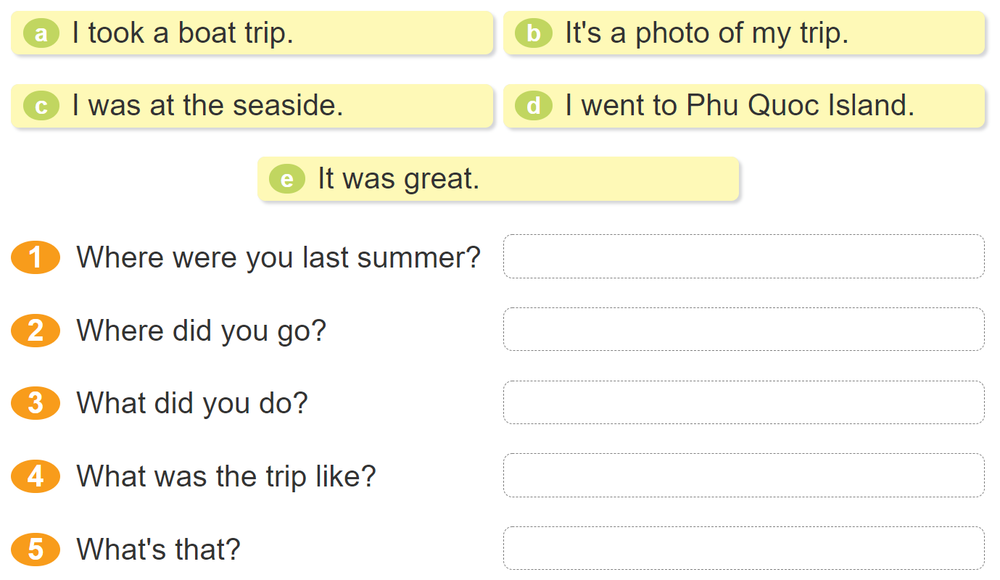 a I took a boat trip.
b It's a photo of my trip.
c I was at the seaside.
d I went to Phu Quoc Island.
e It was great.
1 Where were you last summer?
2 Where did you go?
3 What did you do?
4 What was the trip like?
5 What's that?